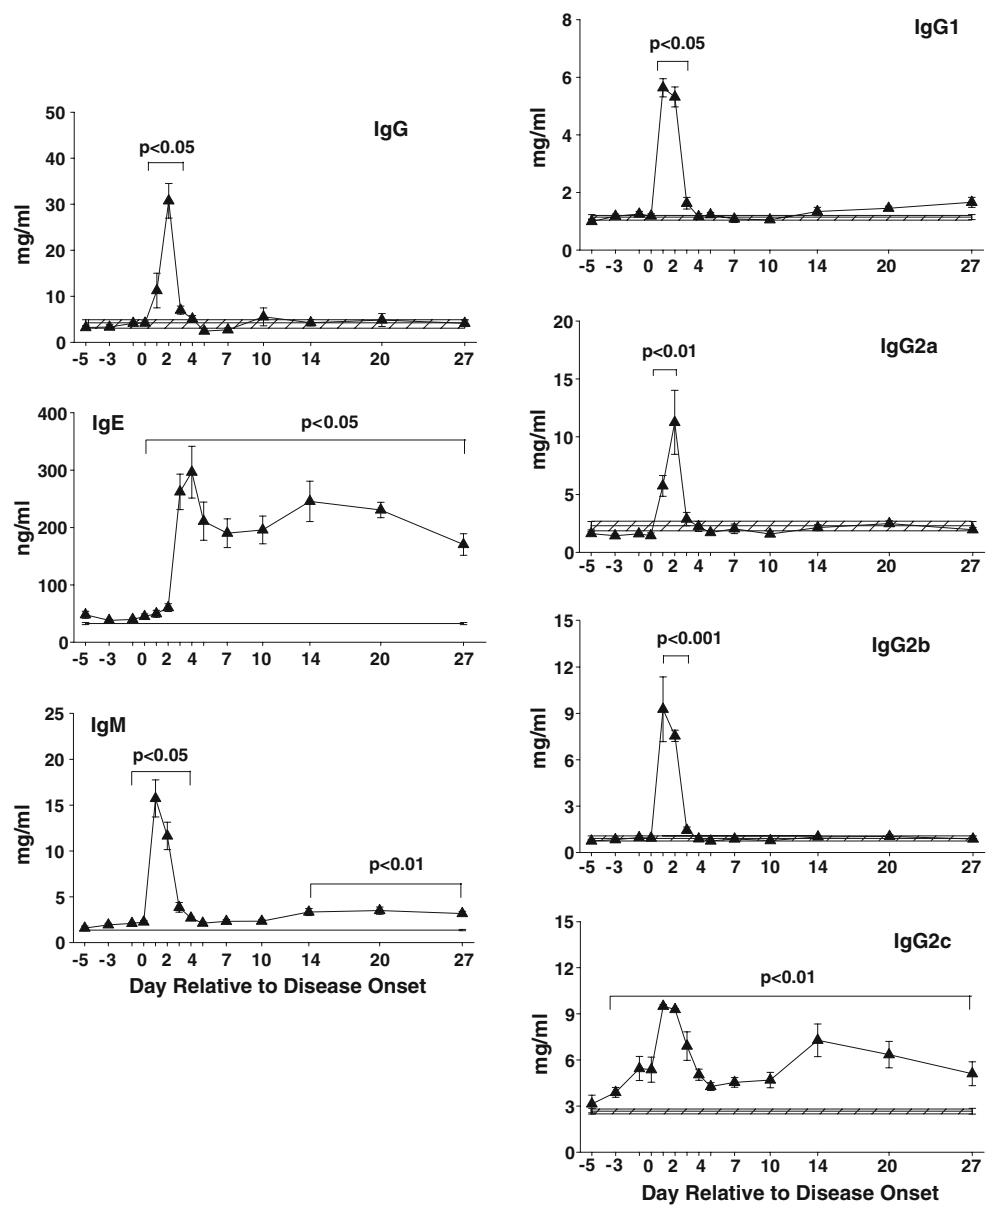 IgG
p<0.05
mg/ml
50
40
30
20
10
0
-5 -3 0 2 4 7 10 14 20 27
IgE
p<0.05
ng/ml
400
300
200
100
0
-5 -3 0 2 4 7 10 14 20 27
IgM
p<0.05
p<0.01
mg/ml
25
20
15
10
5
0
-5 -3 0 2 4 7 10 14 20 27
Day Relative to Disease Onset
IgG1
p<0.05
mg/ml
8
6
4
2
0
-5 -3 0 2 4 7 10 14 20 27
IgG2a
p<0.01
mg/ml
20
15
10
5
0
-5 -3 0 2 4 7 10 14 20 27
IgG2b
p<0.001
mg/ml
15
12
9
6
3
0
-5 -3 0 2 4 7 10 14 20 27
IgG2c
p<0.01
mg/ml
15
12
9
6
3
0
-5 -3 0 2 4 7 10 14 20 27
Day Relative to Disease Onset